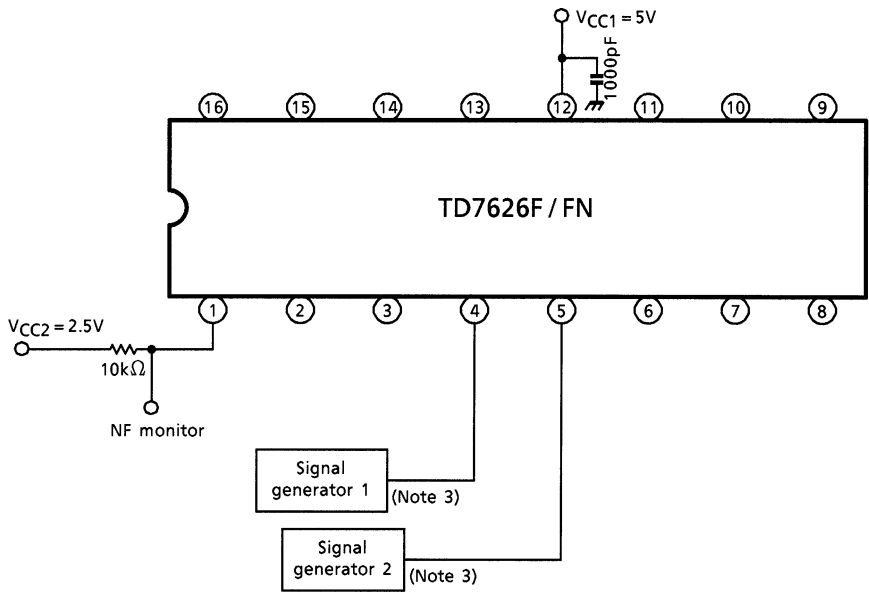 VCC1 = 5V
1000pF
16 15 14 13 12 11 10 9
TD7626F / FN
1 2 3 4 5 6 7 8
VCC2 = 2.5V
10kΩ
NF monitor
Signal
generator 1
(Note 3)
Signal
generator 2
(Note 3)